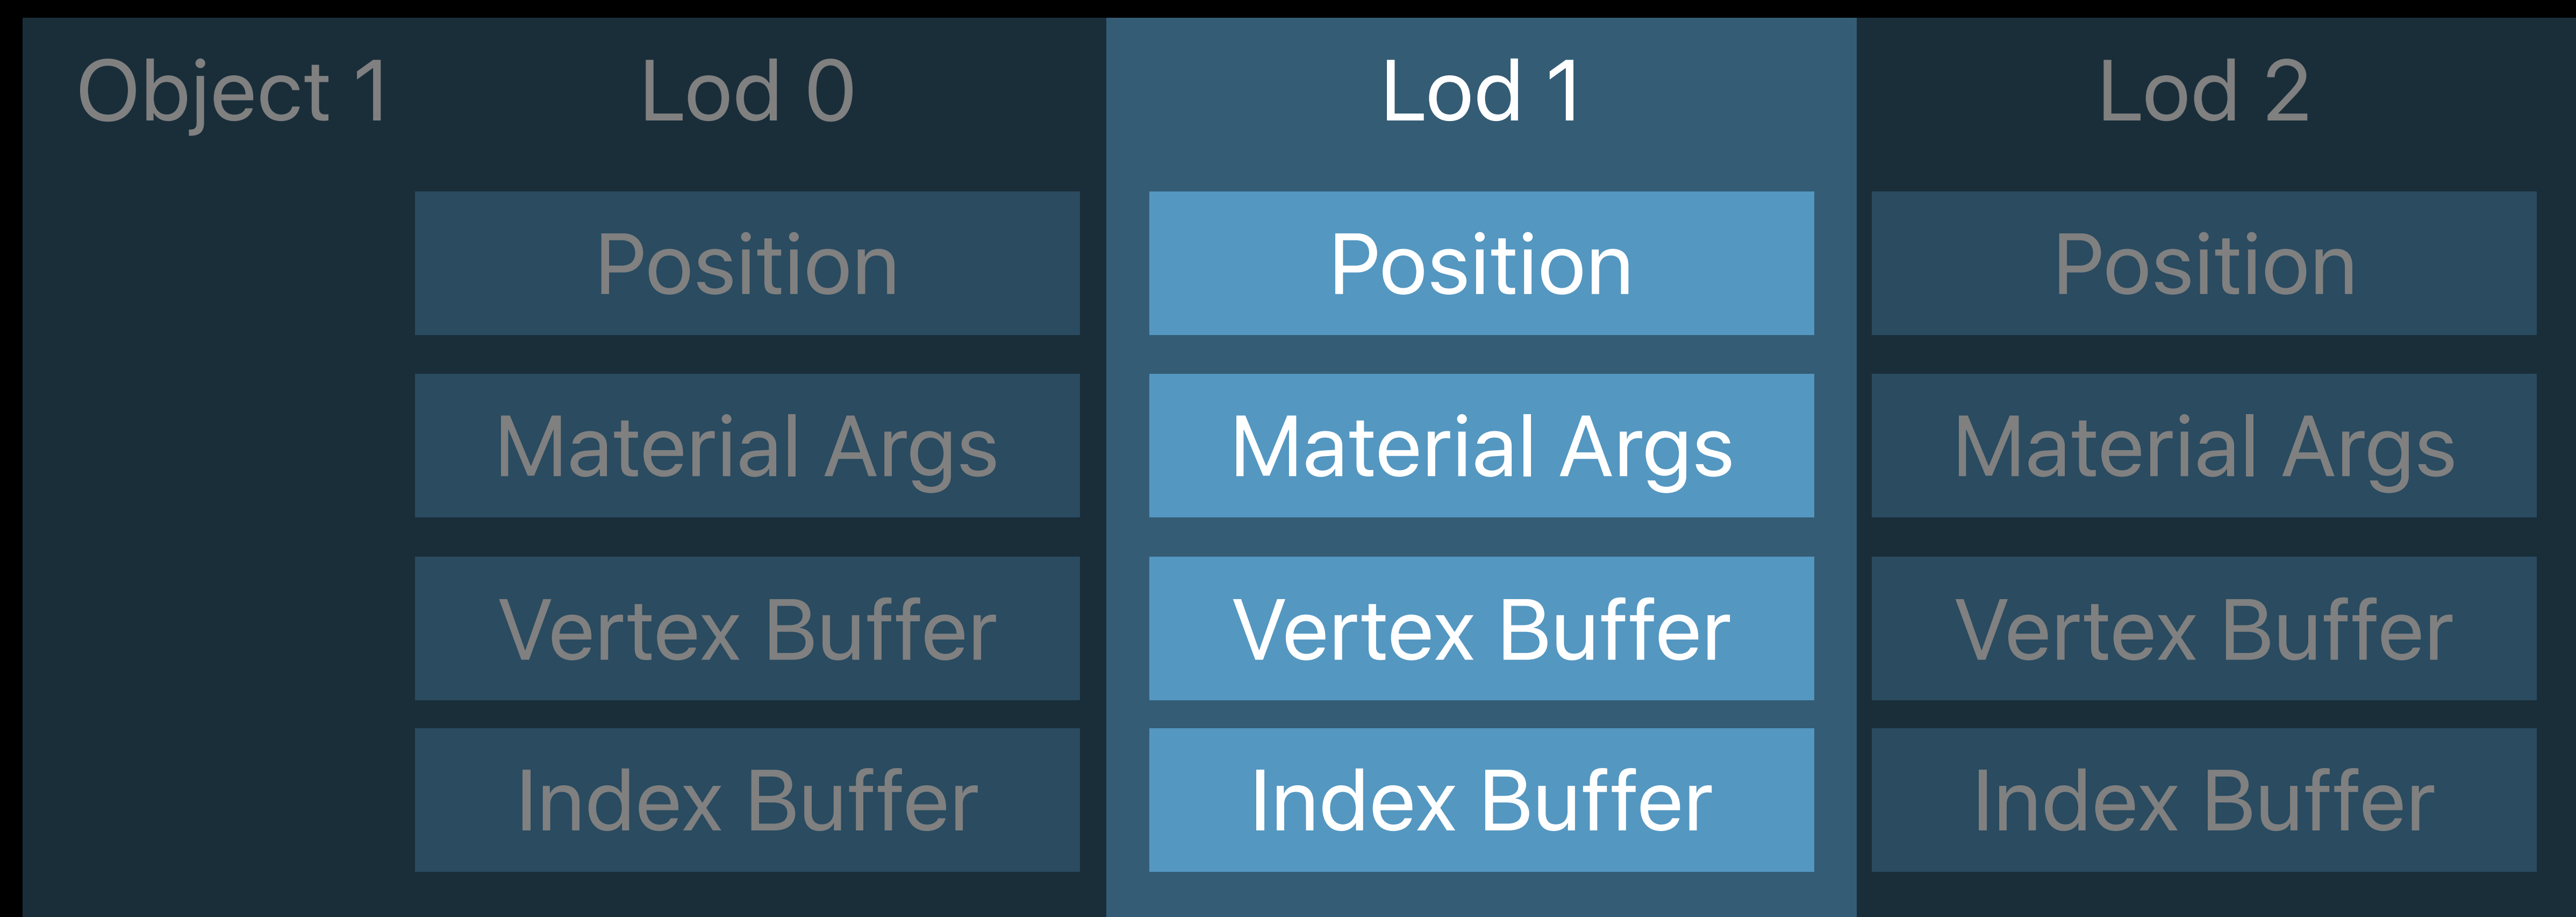 Object 1 Lod 0 Lod 1 Lod 2
Position Position Position
Material Args Material Args Material Args
Vertex Buffer Vertex Buffer Vertex Buffer
Index Buffer Index Buffer Index Buffer